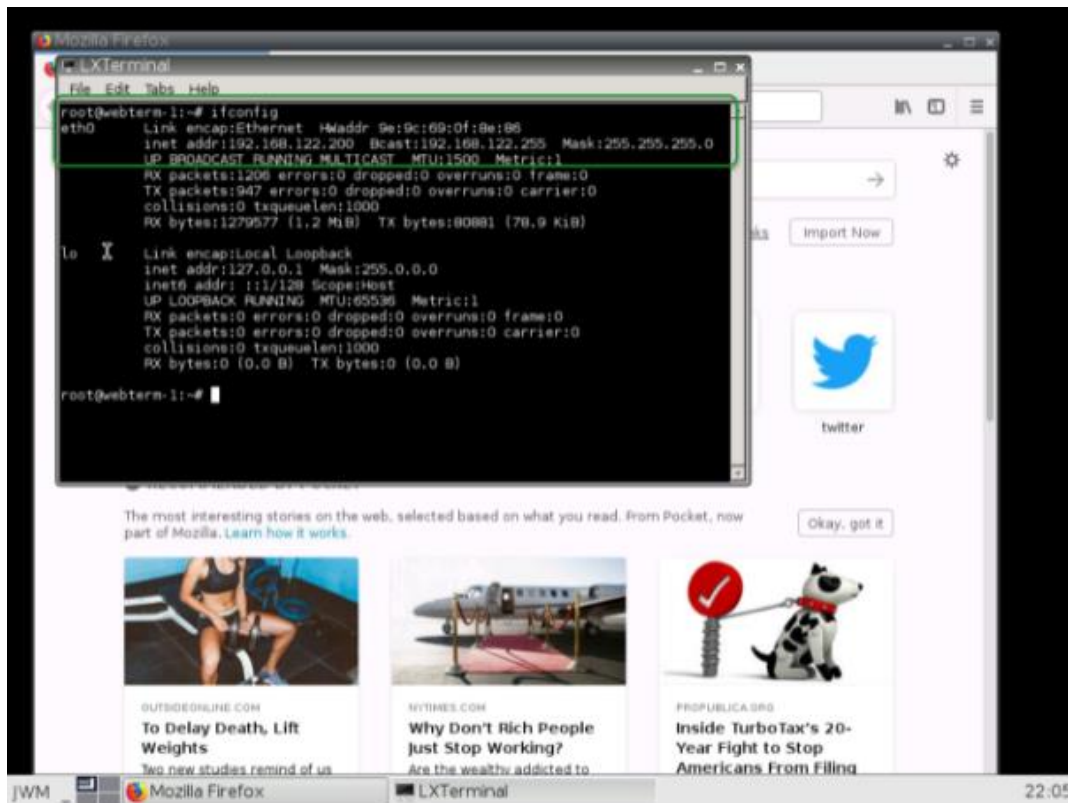 Mozilla Firefox
LXTerminal
File Edit Tabs Help
root@webterm-1:~# ifconfig
eth0 Link encap:Ethernet HWaddr 9e:9c:69:0f:8e:86
inet addr:192.168.122.200 Bcast:192.168.122.255 Mask:255.255.255.0
UP BROADCAST RUNNING MULTICAST MTU:1500 Metric:1
RX packets:1206 errors:0 dropped:0 overruns:0 frame:0
TX packets:947 errors:0 dropped:0 overruns:0 carrier:0
collisions:0 txqueuelen:1000
RX bytes:1279577 (1.2 MiB) TX bytes:80881 (78.9 KiB)
lo Link encap:Local Loopback
inet addr:127.0.0.1 Mask:255.0.0.0
inet6 addr: ::1/128 Scope:Host
UP LOOPBACK RUNNING MTU:65536 Metric:1
RX packets:0 errors:0 dropped:0 overruns:0 frame:0
TX packets:0 errors:0 dropped:0 overruns:0 carrier:0
collisions:0 txqueuelen:1000
RX bytes:0 (0.0 B) TX bytes:0 (0.0 B)
root@webterm-1:~#
Import Now
twitter
The most interesting stories on the web, selected based on what you read. From Pocket, now
part of Mozilla. Learn how it works.
Okay, got it
OUTSIDEONLINE.COM
To Delay Death, Lift
Weights
Two new studies remind of us
NYTIMES.COM
Why Don't Rich People
Just Stop Working?
Are the wealthy addicted to
PROPUBLICA.ORG
Inside TurboTax's 20-
Year Fight to Stop
Americans From Filing
JWM
Mozilla Firefox
LXTerminal
22:05